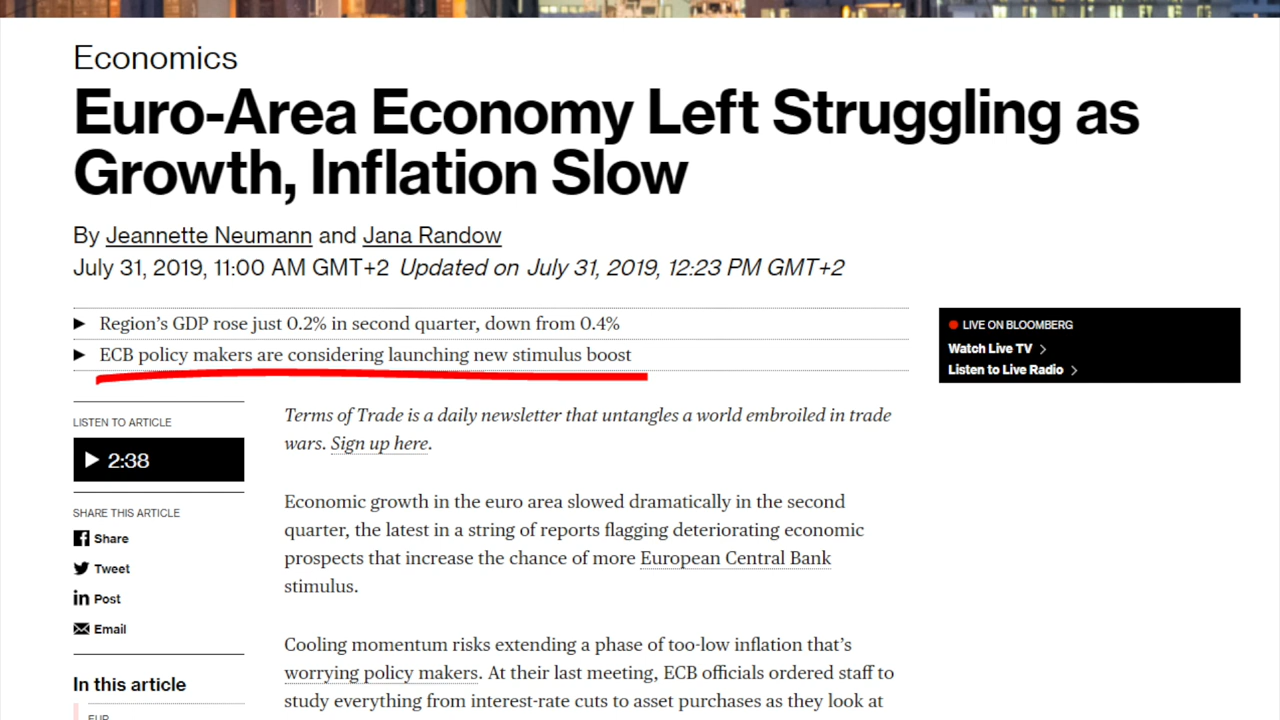 Economics
Euro-Area Economy Left Struggling as
Growth, Inflation Slow
By Jeannette Neumann and Jana Randow
July 31, 2019, 11:00 AM GMT+2 Updated on July 31, 2019, 12:23 PM GMT+2
► Region’s GDP rose just 0.2% in second quarter, down from 0.4%
► ECB policy makers are considering launching new stimulus boost
LIVE ON BLOOMBERG
Watch Live TV >
Listen to Live Radio >
LISTEN TO ARTICLE
2:38
SHARE THIS ARTICLE
Share
Tweet
Post
Email
In this article
EUR
Terms of Trade is a daily newsletter that untangles a world embroiled in trade
wars. Sign up here.
Economic growth in the euro area slowed dramatically in the second
quarter, the latest in a string of reports flagging deteriorating economic
prospects that increase the chance of more European Central Bank
stimulus.
Cooling momentum risks extending a phase of too-low inflation that’s
worrying policy makers. At their last meeting, ECB officials ordered staff to
study everything from interest-rate cuts to asset purchases as they look at